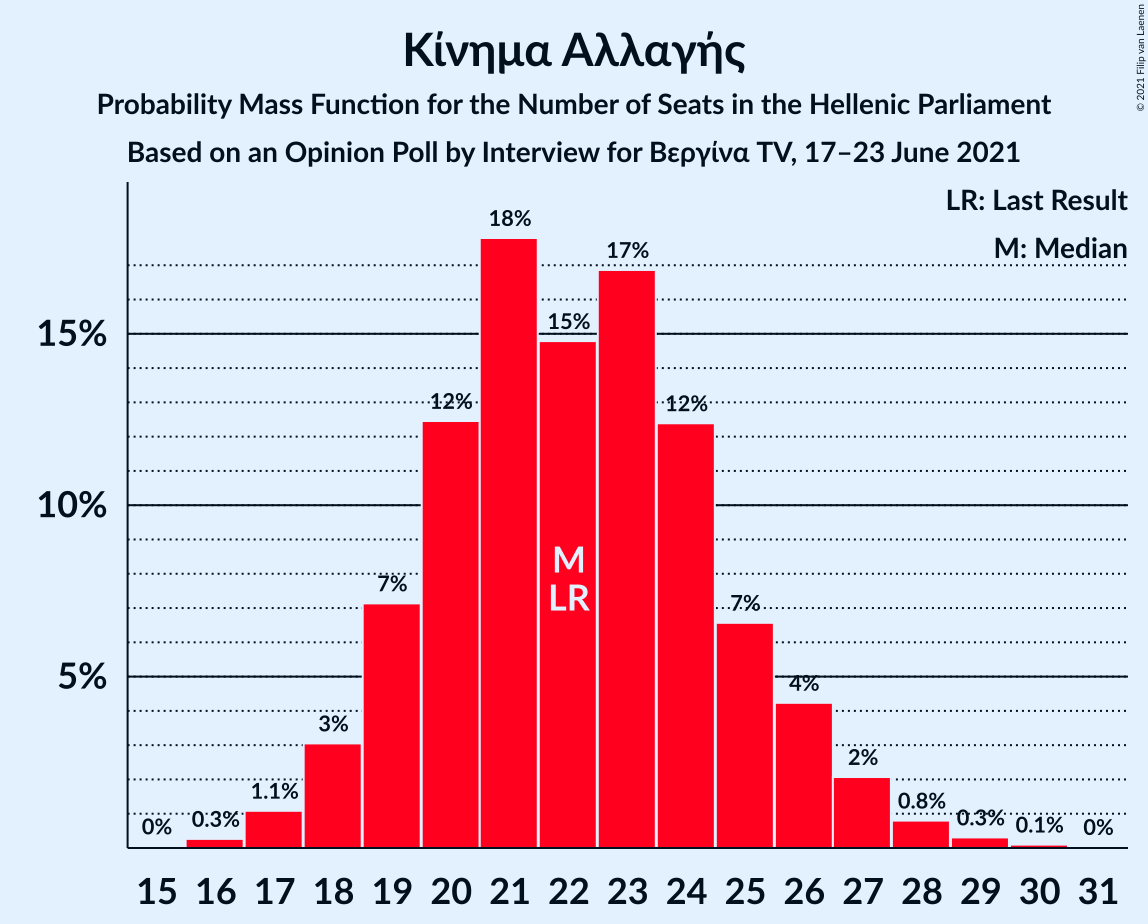 Κίνημα Αλλαγής
Probability Mass Function for the Number of Seats in the Hellenic Parliament
Based on an Opinion Poll by Interview for Βεργίνα TV, 17–23 June 2021
© 2021 Filip van Laenen
LR: Last Result
M: Median
15%
10%
5%
0%
0.3%
1.1%
3%
7%
12%
18%
15%
17%
12%
7%
4%
2%
0.8%
0.3%
0.1%
0%
M
LR
15 16 17 18 19 20 21 22 23 24 25 26 27 28 29 30 31